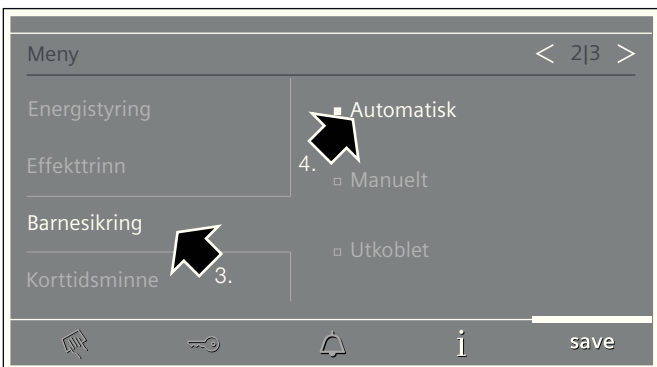 Meny
< 2|3 >
Energistyring
Effekttrinn
Barnesikring
3.
Korttidsminne
Automatisk
4.
Manuelt
Utkoblet
i
save